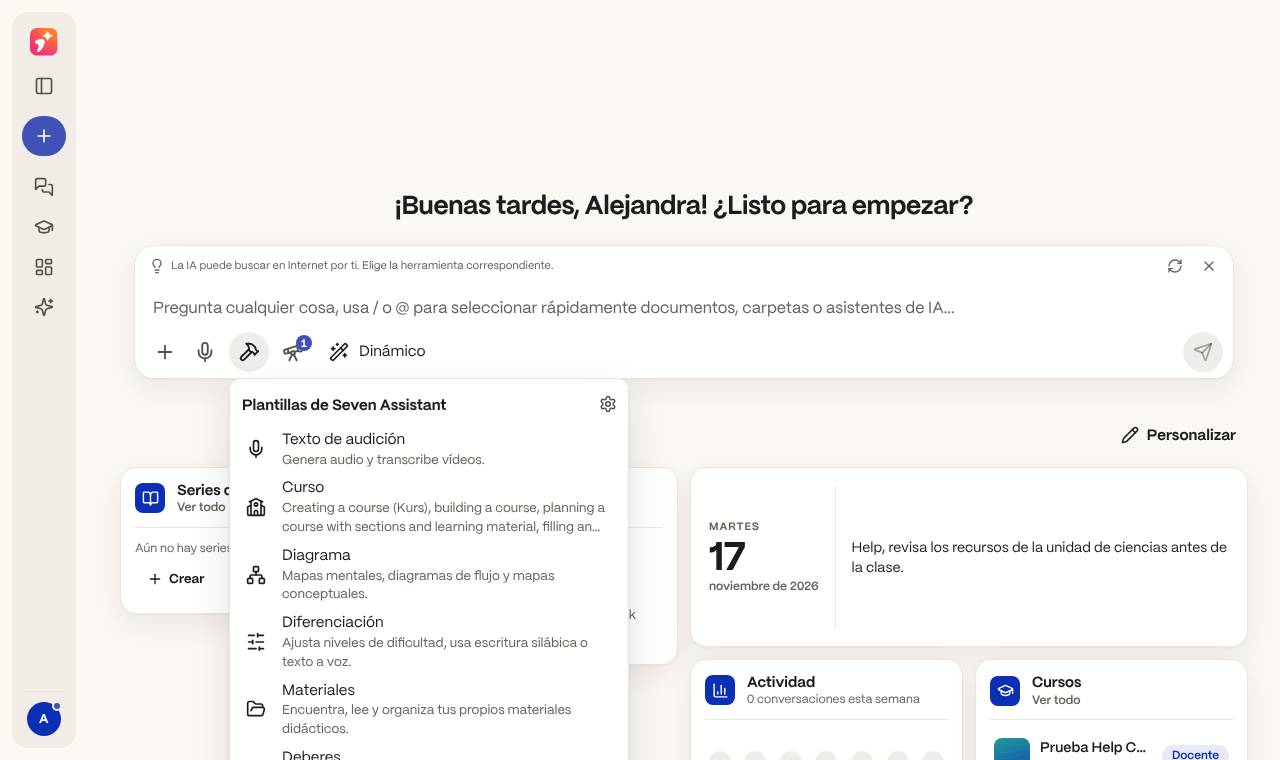 ¡Buenas tardes, Alejandra! ¿Listo para empezar?
La IA puede buscar en Internet por ti. Elige la herramienta correspondiente.
Pregunta cualquier cosa, usa / o @ para seleccionar rápidamente documentos, carpetas o asistentes de IA...
1
Dinámico
Plantillas de Seven Assistant
Texto de audición
Genera audio y transcribe vídeos.
Curso
Creating a course (Kurs), building a course, planning a
course with sections and learning material, filling an...
Diagrama
Mapas mentales, diagramas de flujo y mapas
conceptuales.
Diferenciación
Ajusta niveles de dificultad, usa escritura silábica o
texto a voz.
Materiales
Encuentra, lee y organiza tus propios materiales
didácticos.
Deberes
Personalizar
Series d
Ver todo
Aún no hay series
Crear
k
MARTES
17
noviembre de 2026
Help, revisa los recursos de la unidad de ciencias antes de
la clase.
Actividad
0 conversaciones esta semana
Cursos
Ver todo
Prueba Help C...
Docente
A